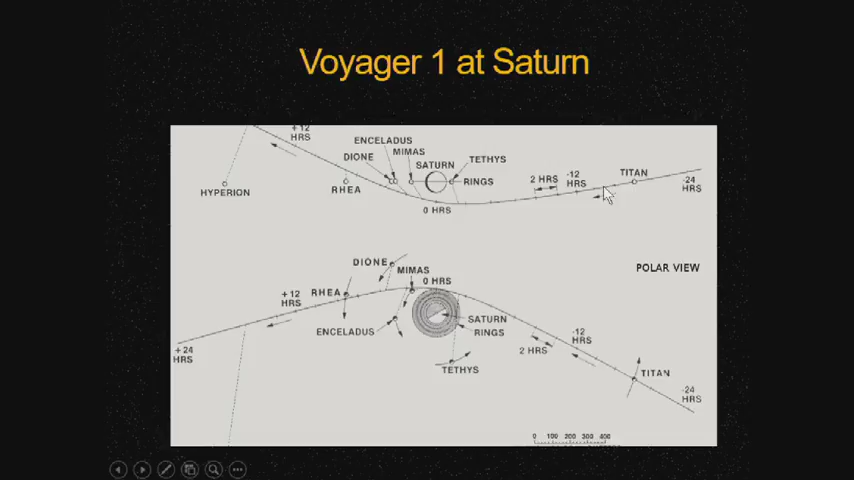 Voyager 1 at Saturn
+12
HRS
ENCELADUS
MIMAS
DIONE
SATURN
TETHYS
HYPERION
RHEA
RINGS
2 HRS
-12
HRS
TITAN
-24
HRS
0 HRS
POLAR VIEW
DIONE
MIMAS
0 HRS
+12
HRS
RHEA
ENCELADUS
SATURN
RINGS
+24
HRS
TETHYS
2 HRS
-12
HRS
TITAN
-24
HRS
0 100 200 300 400